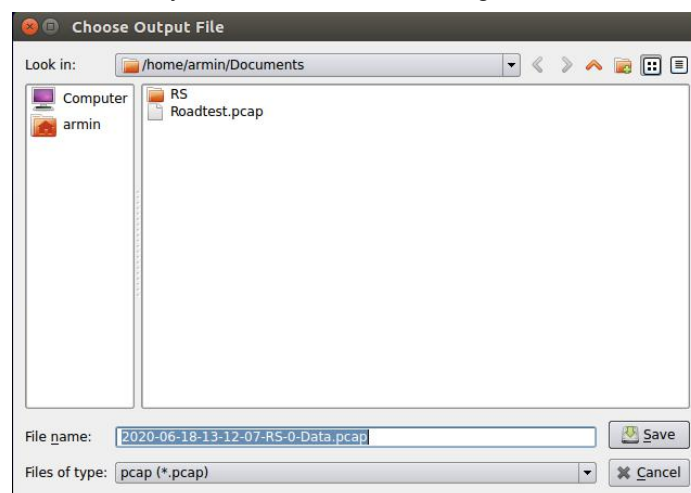 Choose Output File
Look in: /home/armin/Documents
Computer
armin
RS
Roadtest.pcap
File name: 2020-06-18-13-12-07-RS-0-Data.pcap
Save
Files of type: pcap (*.pcap)
Cancel